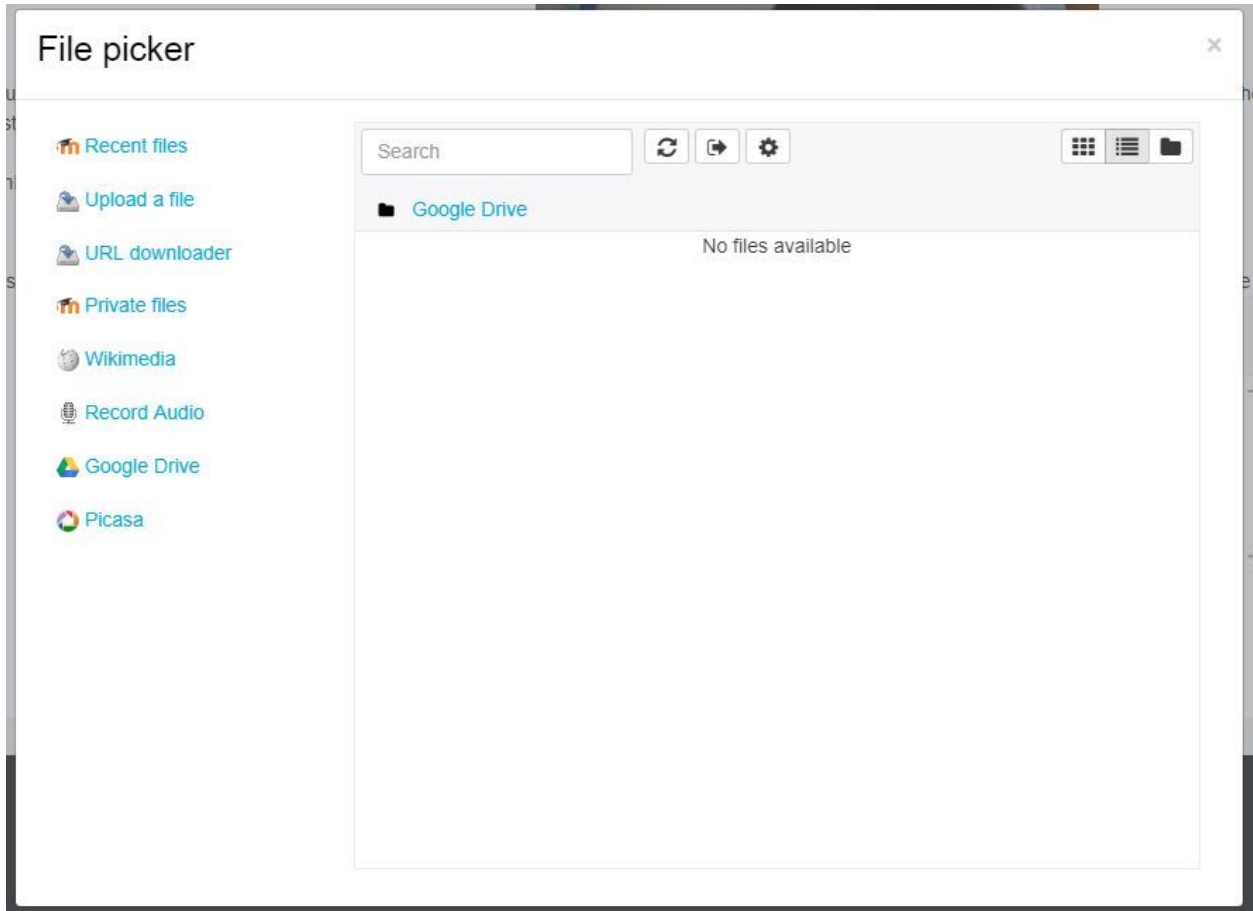 File picker
×
Recent files
Upload a file
URL downloader
Private files
Wikimedia
Record Audio
Google Drive
Picasa
Search
Google Drive
No files available